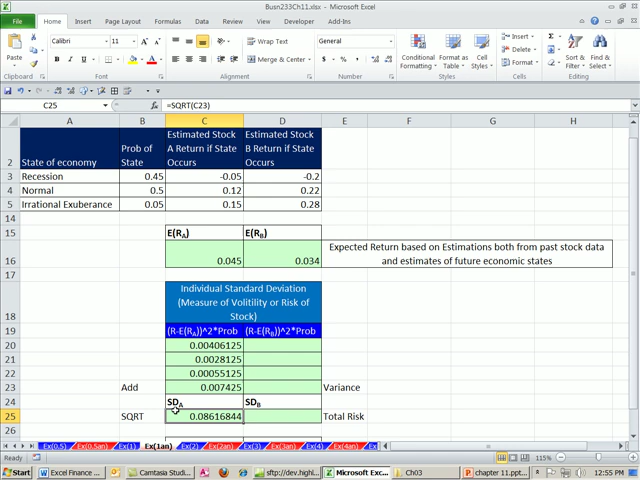 Busn233Ch11.xlsx - Microsoft Excel
File Home Insert Page Layout Formulas Data Review View Developer Add-Ins
Paste Calibri 11 Wrap Text General Conditional Formatting Format as Table Cell Styles Insert Delete Format Sort & Filter Find & Select
B I U Merge & Center $ % ,
Clipboard Font Alignment Number Styles Cells Editing
C25 =SQRT(C23)
A B C D E F G H
2 State of economy Prob of State Estimated Stock A Return if State Occurs Estimated Stock B Return if State Occurs
3 Recession 0.45 -0.05 -0.2
4 Normal 0.5 0.12 0.22
5 Irrational Exuberance 0.05 0.15 0.28
14
15 E(RA) E(RB)
16 0.045 0.034 Expected Return based on Estimations both from past stock data and estimates of future economic states
17
18 Individual Standard Deviation (Measure of Volitility or Risk of Stock)
19 (R-E(RA))^2*Prob (R-E(RB))^2*Prob
20 0.00406125
21 0.0028125
22 0.00055125
23 Add 0.007425 Variance
24 SDA SDB
25 SQRT 0.08616844 Total Risk
26
Ex(0.5) Ex(0.5an) Ex(1) Ex(1an) Ex(2) Ex(2an) Ex(3) Ex(3an) Ex(4) Ex(4an) Ex
Ready 115%
Start Excel Finance ... Camtasia Studi... sftp://dev.highl... Microsoft Exc... Ch03 chapter 11.ppt... 12:55 PM